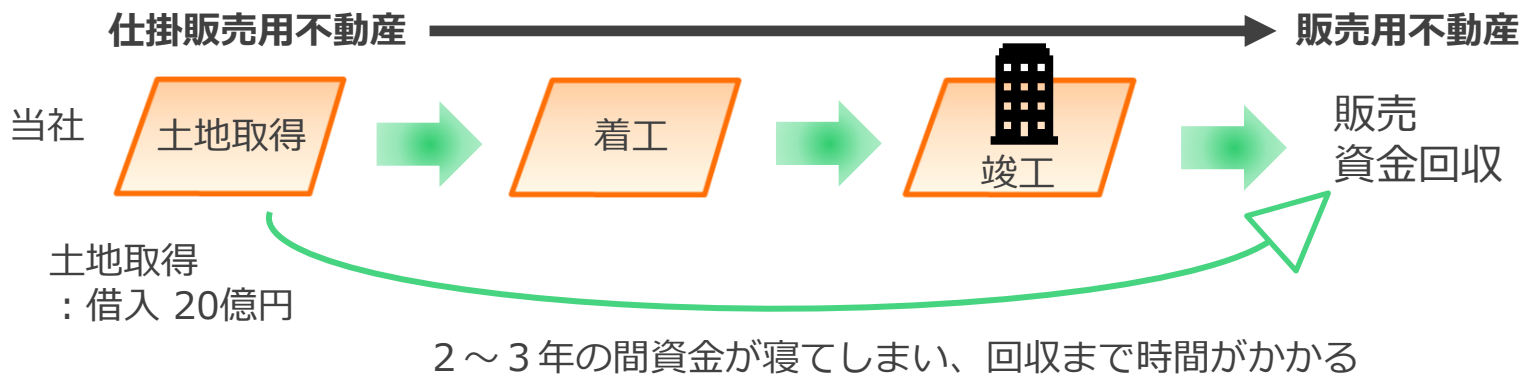 仕掛販売用不動産
販売用不動産
当社
土地取得
着工
竣工
販売
資金回収
土地取得
：借入 20億円
２～３年の間資金が寝てしまい、回収まで時間がかかる